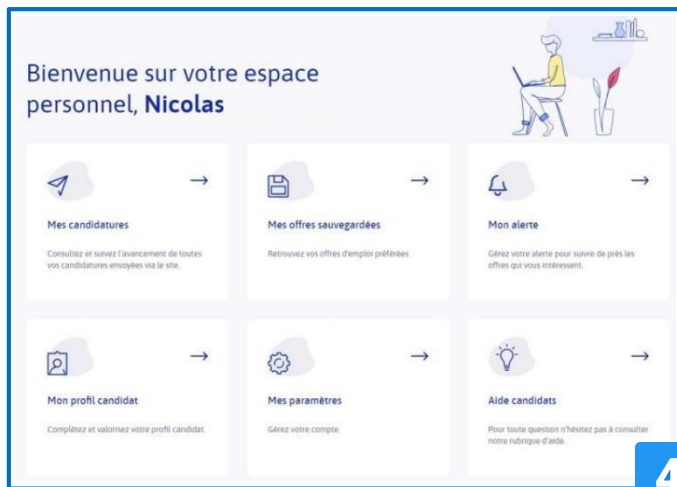 Bienvenue sur votre espace
personnel, Nicolas
Mes candidatures
Consultez et suivez l'avancement de toutes
vos candidatures envoyées via le site.
Mes offres sauvegardées
Retrouvez vos offres d'emploi préférées.
Mon alerte
Gérez votre alerte pour suivre de près les
offres qui vous intéressent.
Mon profil candidat
Complétez et valorisez votre profil candidat.
Mes paramètres
Gérez votre compte.
Aide candidats
Pour toute question n'hésitez pas à consulter
notre rubrique d'aide.
4